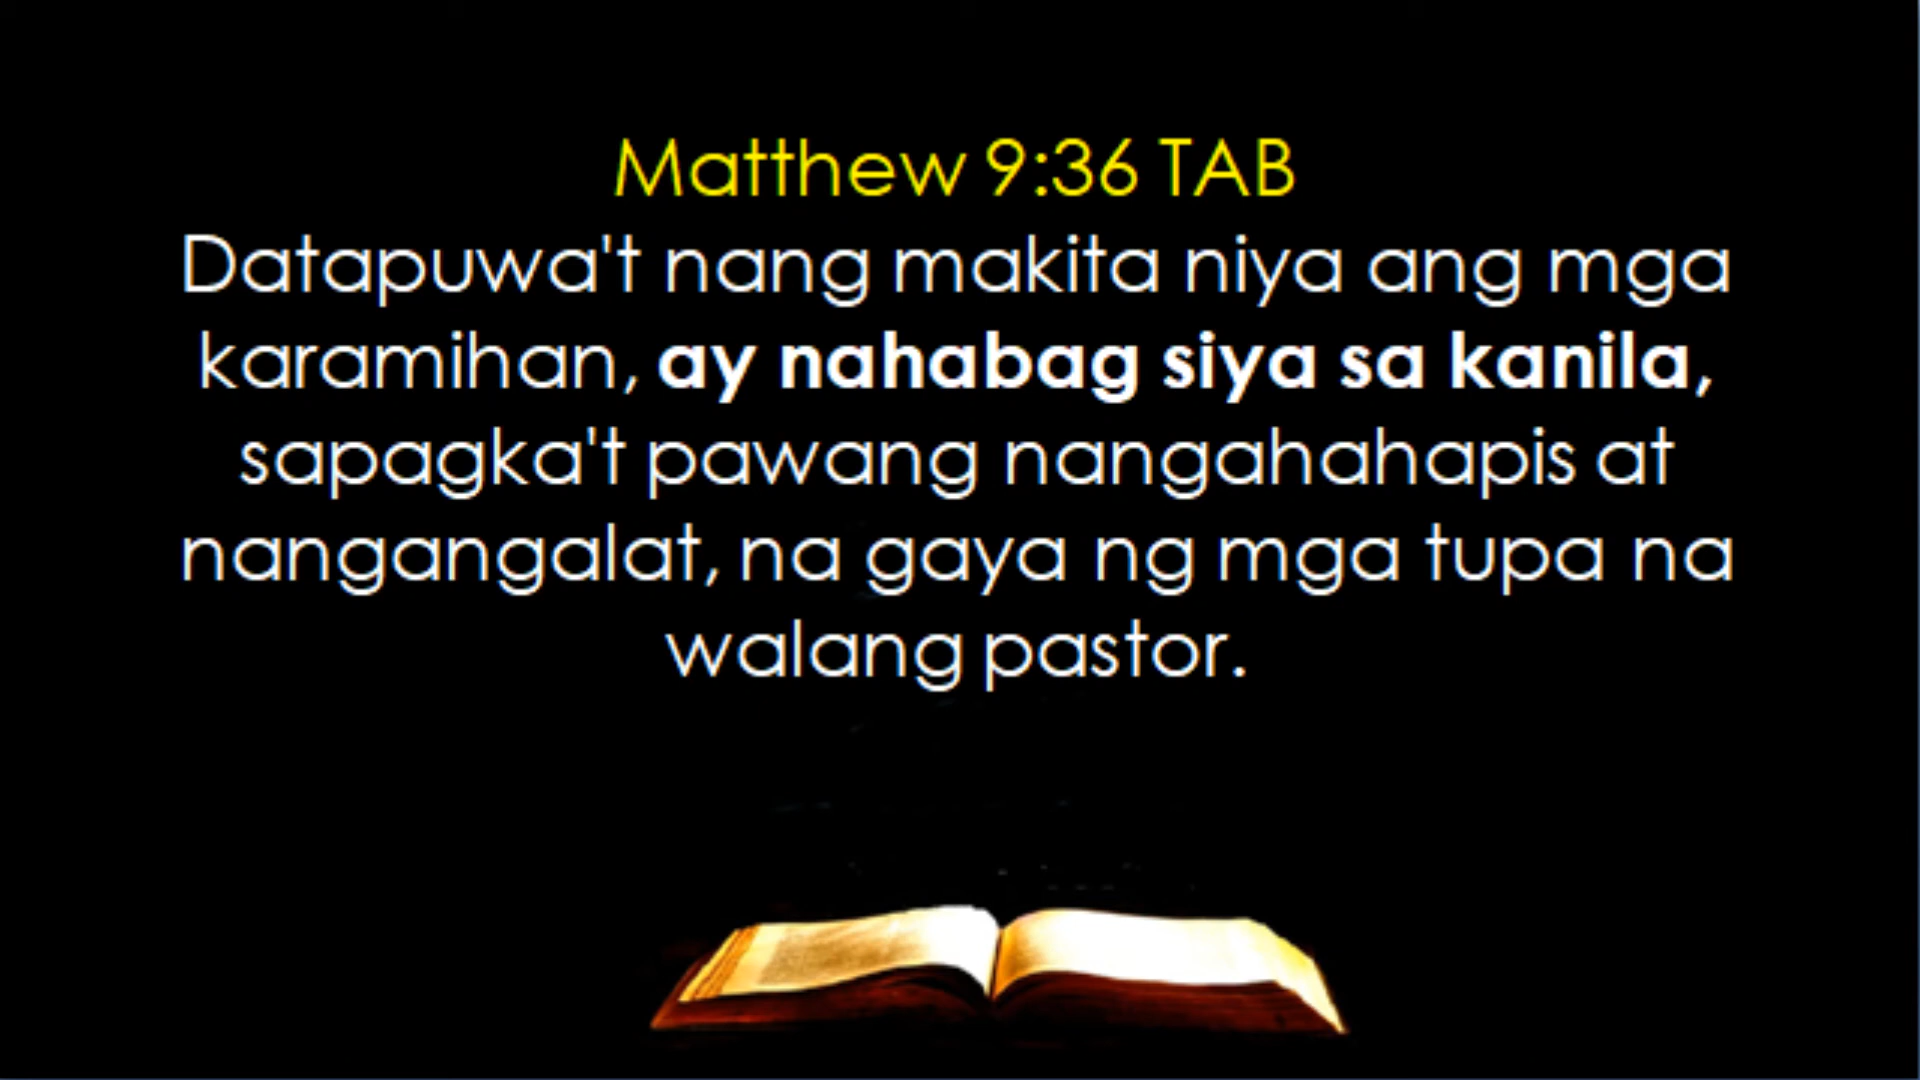 Matthew 9:36 TAB
Datapuwa't nang makita niya ang mga
karamihan, ay nahabag siya sa kanila,
sapagka't pawang nangahahapis at
nangangalat, na gaya ng mga tupa na
walang pastor.